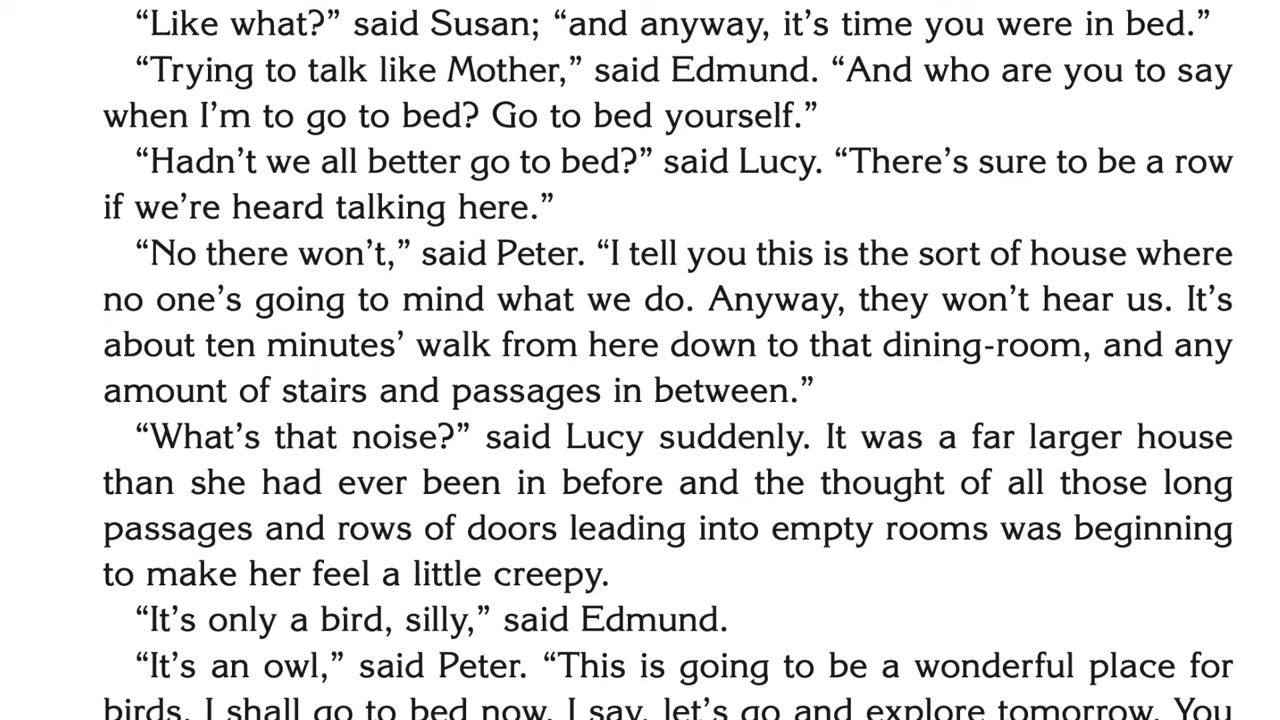 “Like what?” said Susan; “and anyway, it’s time you were in bed.”
“Trying to talk like Mother,” said Edmund. “And who are you to say
when I’m to go to bed? Go to bed yourself.”
“Hadn’t we all better go to bed?” said Lucy. “There’s sure to be a row
if we’re heard talking here.”
“No there won’t,” said Peter. “I tell you this is the sort of house where
no one’s going to mind what we do. Anyway, they won’t hear us. It’s
about ten minutes’ walk from here down to that dining-room, and any
amount of stairs and passages in between.”
“What’s that noise?” said Lucy suddenly. It was a far larger house
than she had ever been in before and the thought of all those long
passages and rows of doors leading into empty rooms was beginning
to make her feel a little creepy.
“It’s only a bird, silly,” said Edmund.
“It’s an owl,” said Peter. “This is going to be a wonderful place for
birds. I shall go to bed now. I say, let’s go and explore tomorrow. You